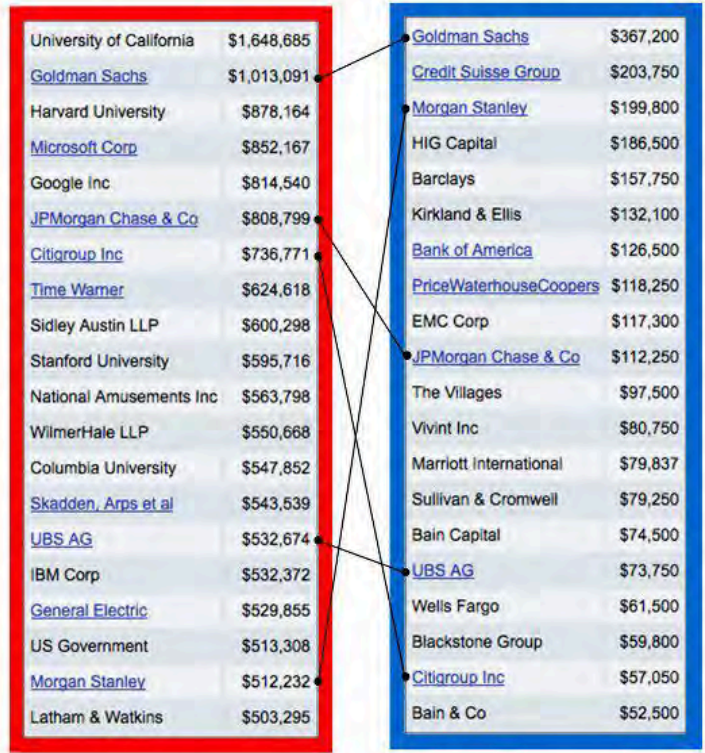 University of California $1,648,685
Goldman Sachs $1,013,091
Harvard University $878,164
Microsoft Corp $852,167
Google Inc $814,540
JPMorgan Chase & Co $808,799
Citigroup Inc $736,771
Time Warner $624,618
Sidley Austin LLP $600,298
Stanford University $595,716
National Amusements Inc $563,798
WilmerHale LLP $550,668
Columbia University $547,852
Skadden, Arps et al $543,539
UBS AG $532,674
IBM Corp $532,372
General Electric $529,855
US Government $513,308
Morgan Stanley $512,232
Latham & Watkins $503,295
Goldman Sachs $367,200
Credit Suisse Group $203,750
Morgan Stanley $199,800
HIG Capital $186,500
Barclays $157,750
Kirkland & Ellis $132,100
Bank of America $126,500
PriceWaterhouseCoopers $118,250
EMC Corp $117,300
JPMorgan Chase & Co $112,250
The Villages $97,500
Vivint Inc $80,750
Marriott International $79,837
Sullivan & Cromwell $79,250
Bain Capital $74,500
UBS AG $73,750
Wells Fargo $61,500
Blackstone Group $59,800
Citigroup Inc $57,050
Bain & Co $52,500